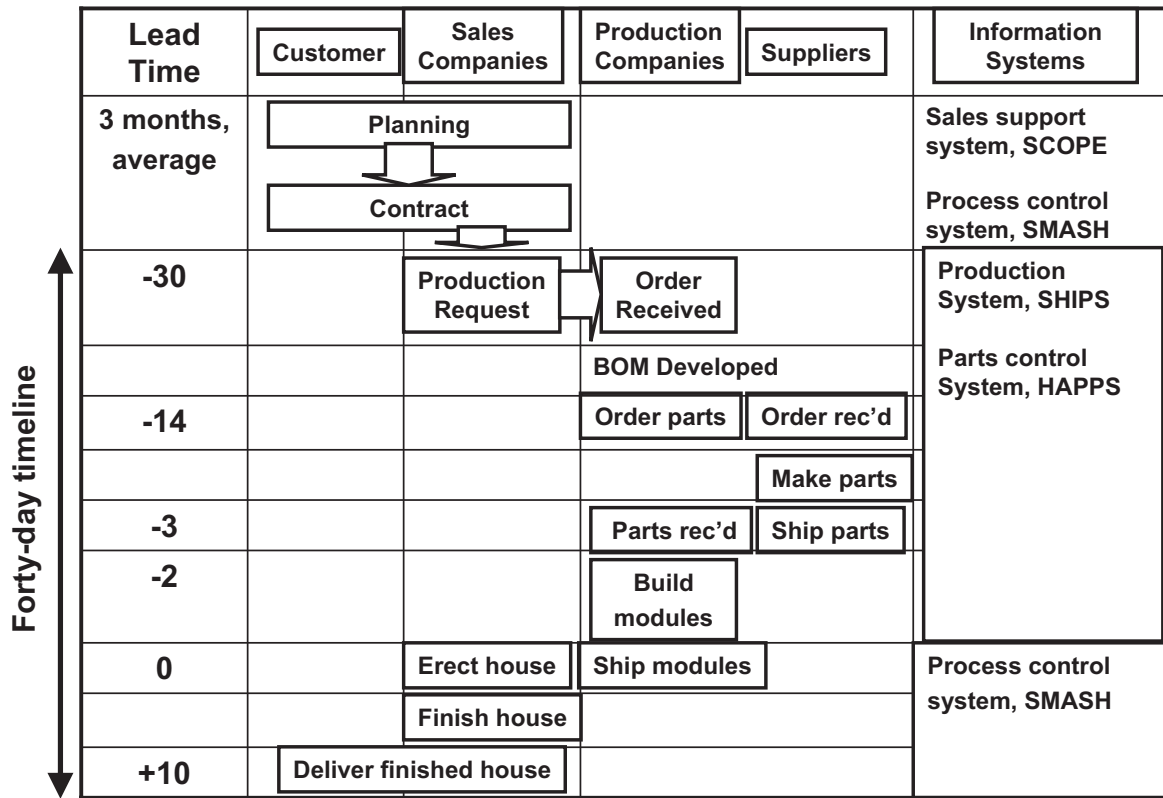 Lead
Time
Customer
Sales
Companies
Production
Companies
Suppliers
Information
Systems
3 months,
average
Planning
Contract
Sales support
system, SCOPE
Process control
system, SMASH
Forty-day timeline
-30
Production
Request
Order
Received
Production
System, SHIPS
BOM Developed
Parts control
System, HAPPS
-14
Order parts
Order rec’d
Make parts
-3
Parts rec’d
Ship parts
-2
Build
modules
0
Erect house
Ship modules
Process control
system, SMASH
Finish house
+10
Deliver finished house